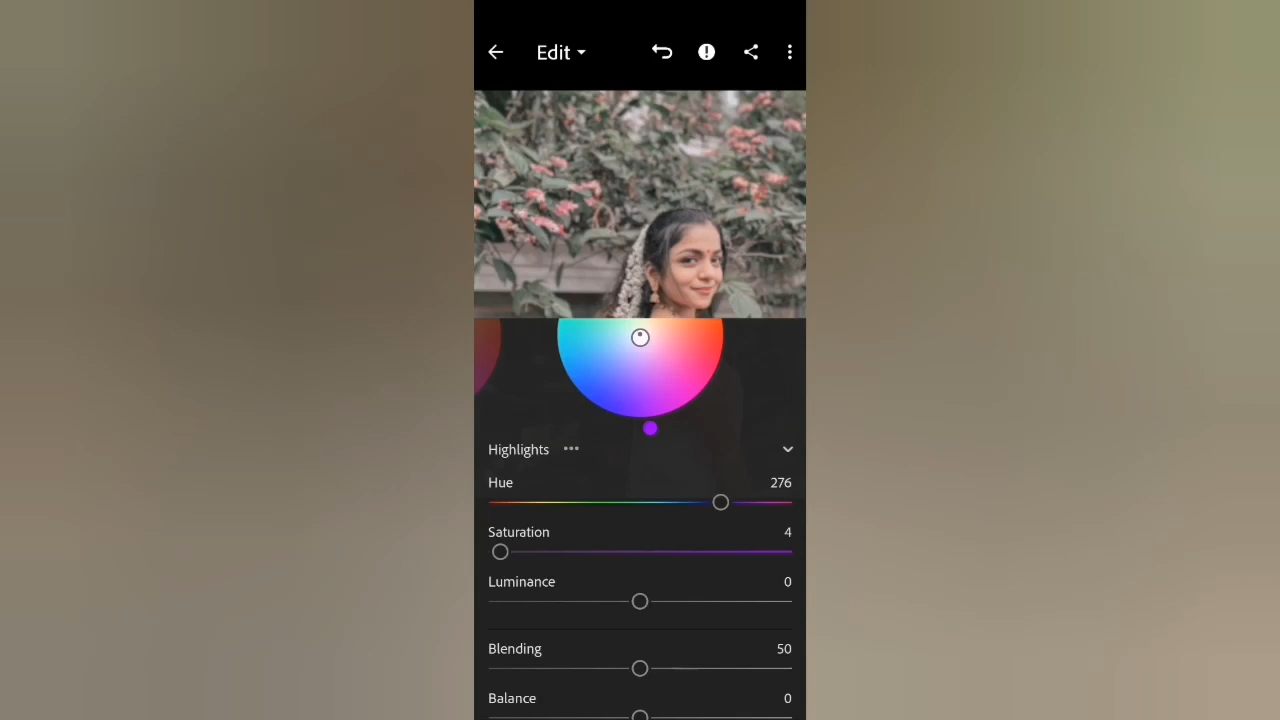 Edit
Highlights
Hue 276
Saturation 4
Luminance 0
Blending 50
Balance 0